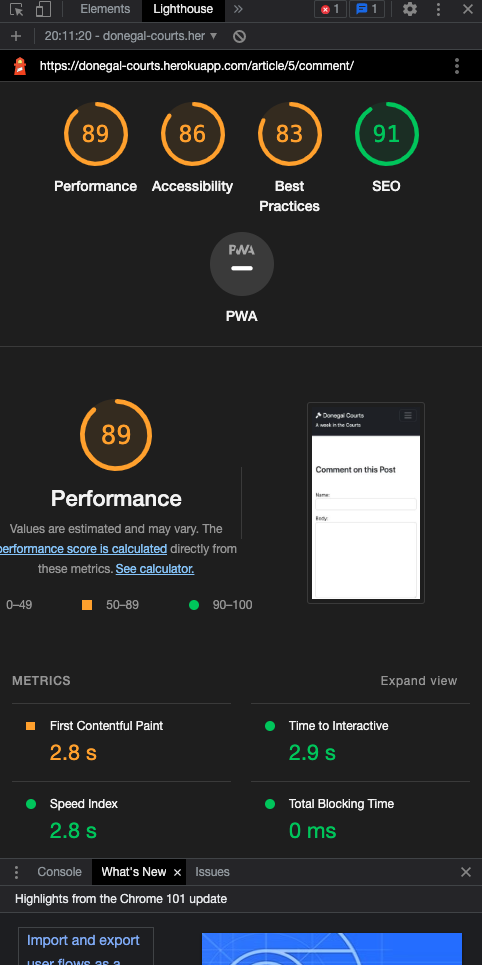 Elements
Lighthouse
1
1
20:11:20 - donegal-courts.her
https://donegal-courts.herokuapp.com/article/5/comment/
89
86
83
91
Performance
Accessibility
Best
Practices
SEO
PWA
PWA
89
Performance
Values are estimated and may vary. The
performance score is calculated directly from
these metrics. See calculator.
0–49
50–89
90–100
Donegal Courts
A week in the Courts
Comment on this Post
Name:
Body:
METRICS
Expand view
First Contentful Paint
2.8 s
Time to Interactive
2.9 s
Speed Index
2.8 s
Total Blocking Time
0 ms
Console
What's New
Issues
Highlights from the Chrome 101 update
Import and export
user flows as a